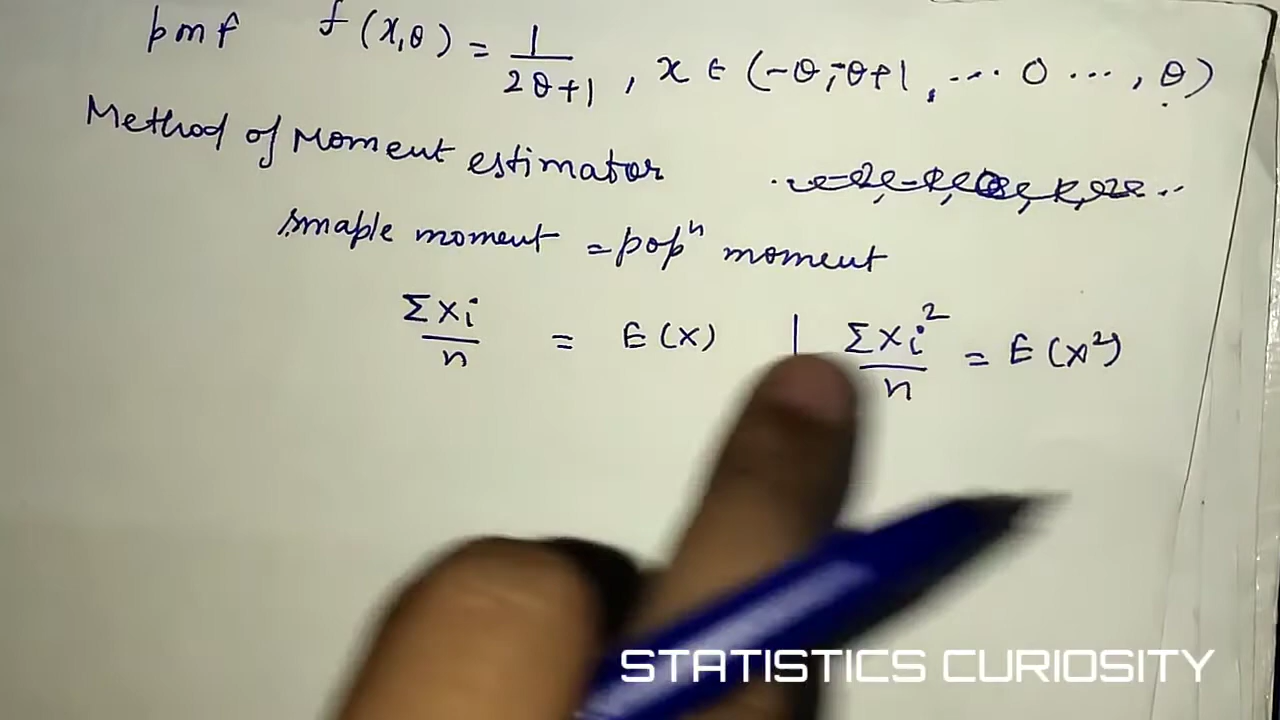 pmf f(x,θ) = 1/2θ+1 , x ∈ (-θ,-θ+1, ... 0 ..., θ)
Method of Moment estimator
smaple moment = popⁿ moment
Σxi/n = E(x) | Σxi²/n = E(x²)
STATISTICS CURIOSITY